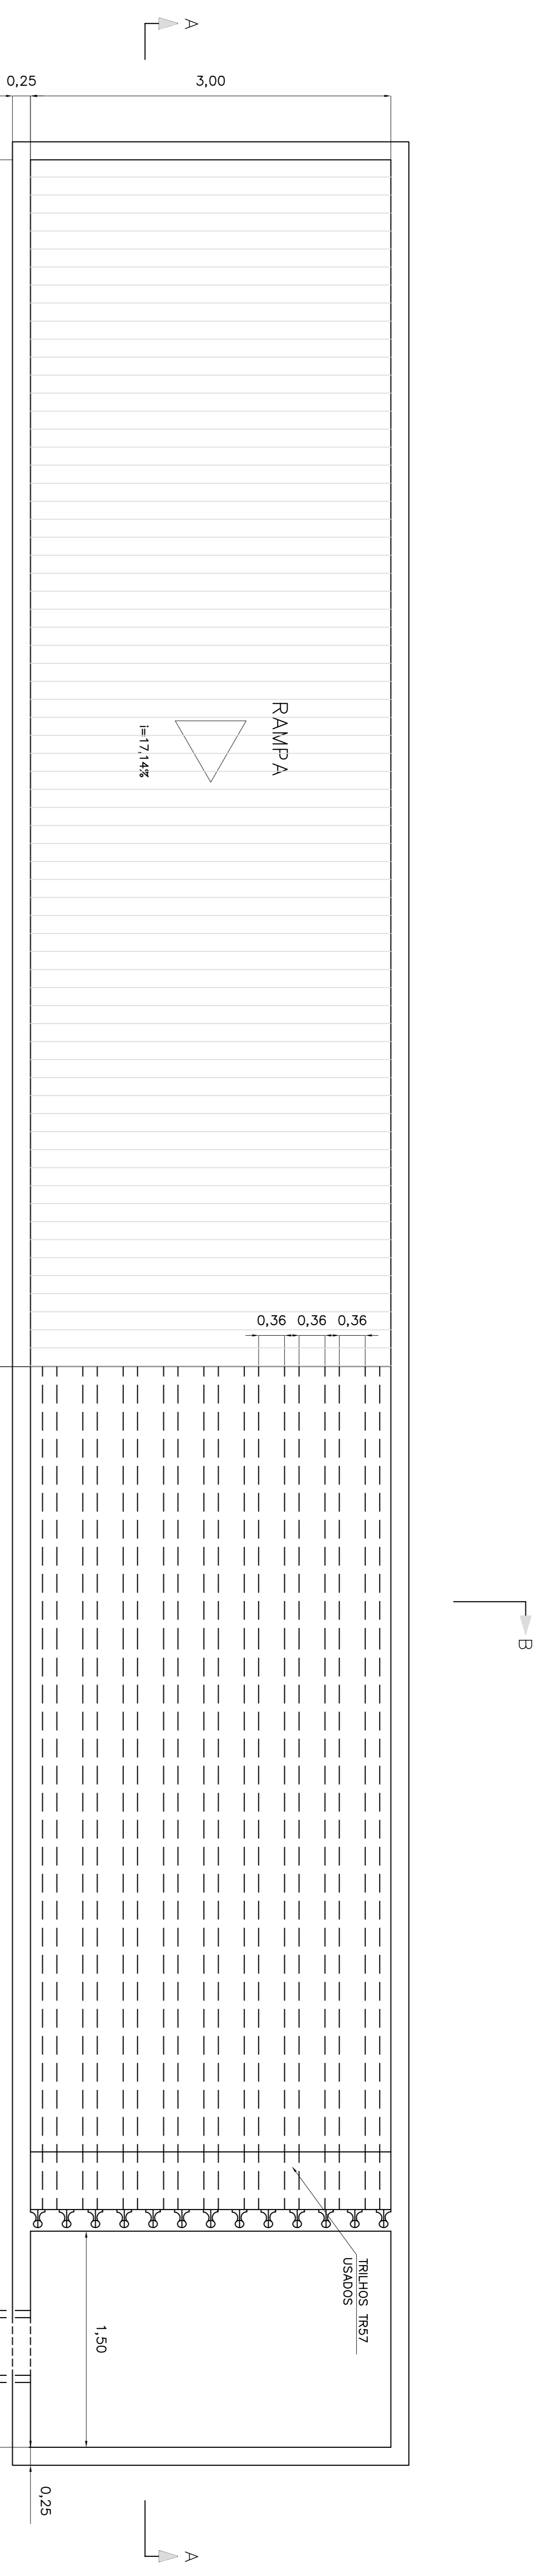 A
0,25
3,00
RAMPA
i=17,14%
0,36
0,36
0,36
B
TRILHOS TR57
USADOS
1,50
0,25
A